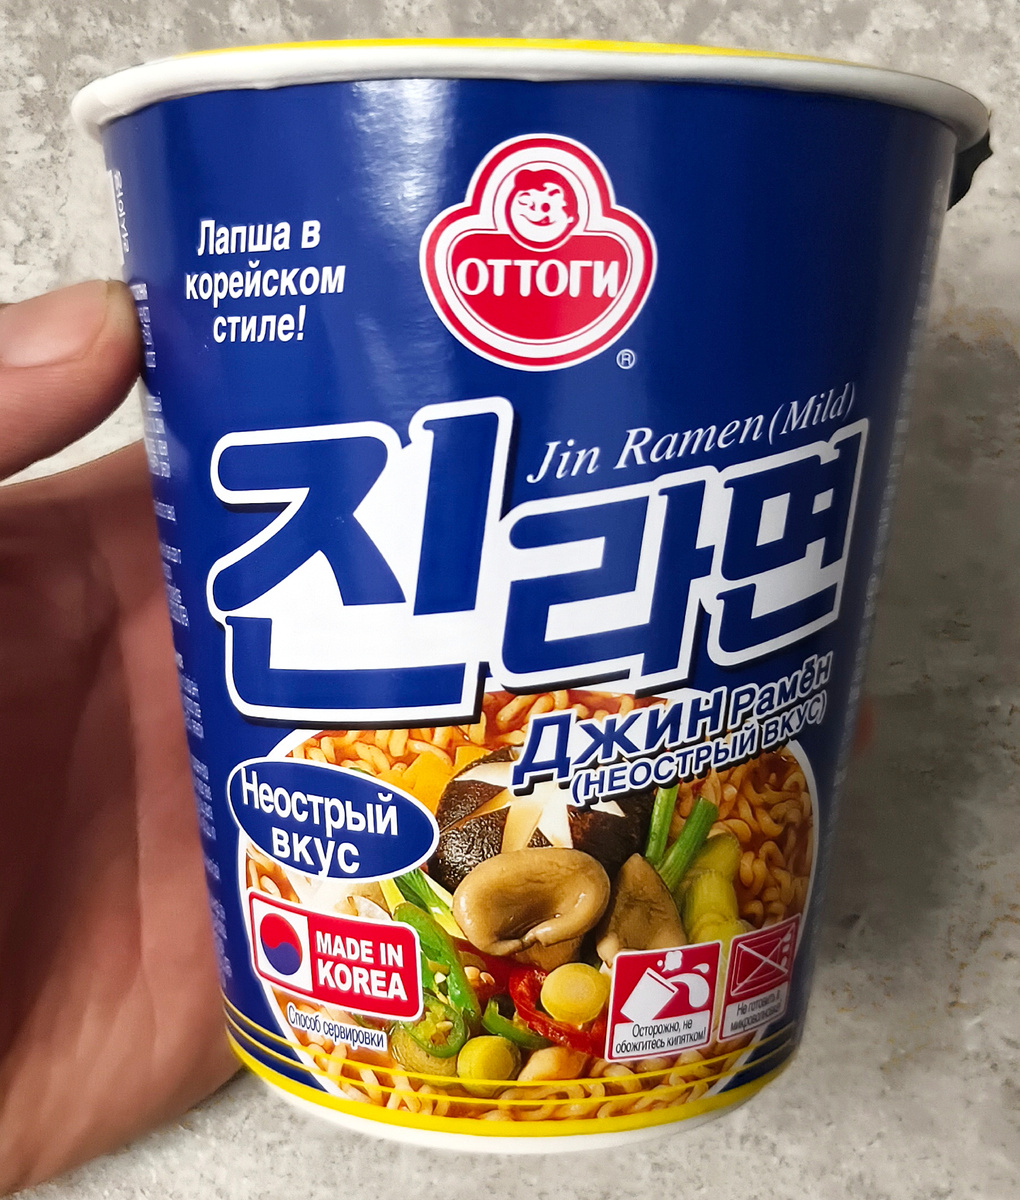 Лапша в
корейском
стиле!
ОТТОГИ
®
Jin Ramen (Mild)
진라면
Джин Рамён
(НЕОСТРЫЙ ВКУС)
Неострый
вкус
MADE IN
KOREA
Способ сервировки
Осторожно, не
обожгитесь кипятком!
Не готовить в
микроволновке!